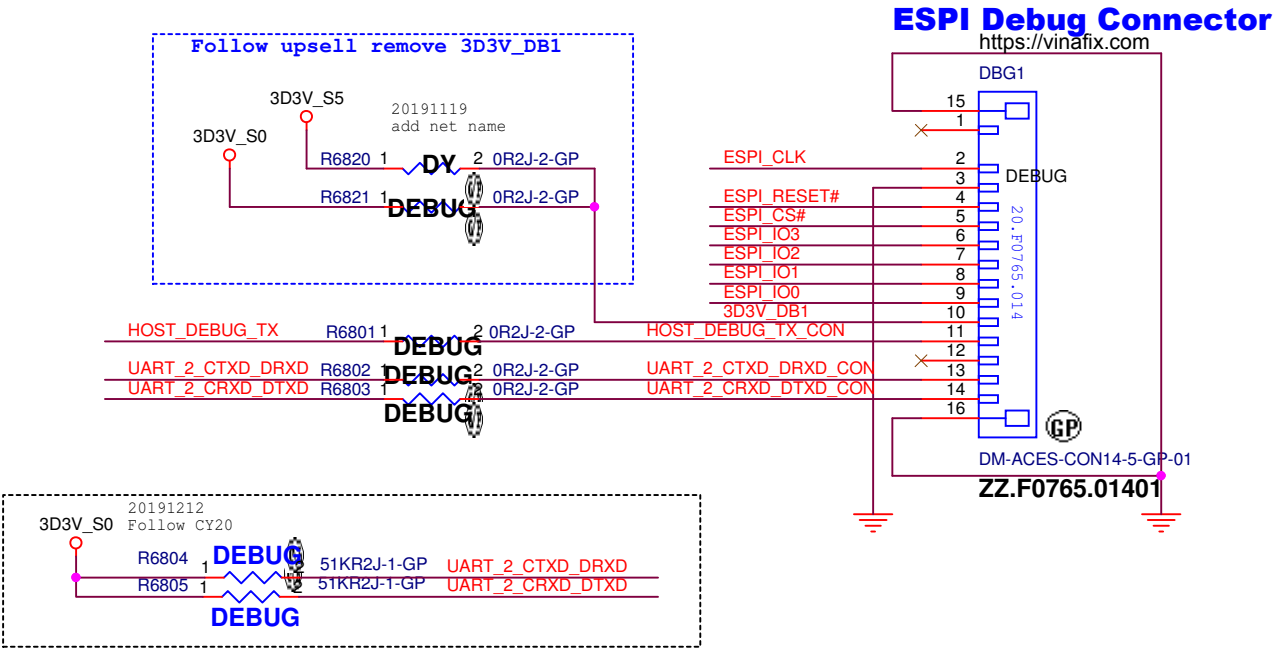 ESPI Debug Connector
https://vinafix.com
Follow upsell remove 3D3V_DB1
3D3V_S5
20191119
add net name
3D3V_S0
R6820 1 DY 2 0R2J-2-GP
R6821 1 DEBUG 0R2J-2-GP
DBG1
15
1
ESPI_CLK 2
3 DEBUG
ESPI_RESET# 4
ESPI_CS# 5
ESPI_IO3 6
ESPI_IO2 7
ESPI_IO1 8
ESPI_IO0 9
3D3V_DB1 10
20.F0765.014
HOST_DEBUG_TX R6801 1 DEBUG 2 0R2J-2-GP HOST_DEBUG_TX_CON 11
12
UART_2_CTXD_DRXD R6802 1 DEBUG 2 0R2J-2-GP UART_2_CTXD_DRXD_CON 13
UART_2_CRXD_DTXD R6803 1 DEBUG 2 0R2J-2-GP UART_2_CRXD_DTXD_CON 14
16
GP
DM-ACES-CON14-5-GP-01
ZZ.F0765.01401
20191212
3D3V_S0 Follow CY20
R6804 1 DEBUG 2 51KR2J-1-GP UART_2_CTXD_DRXD
R6805 1 DEBUG 2 51KR2J-1-GP UART_2_CRXD_DTXD